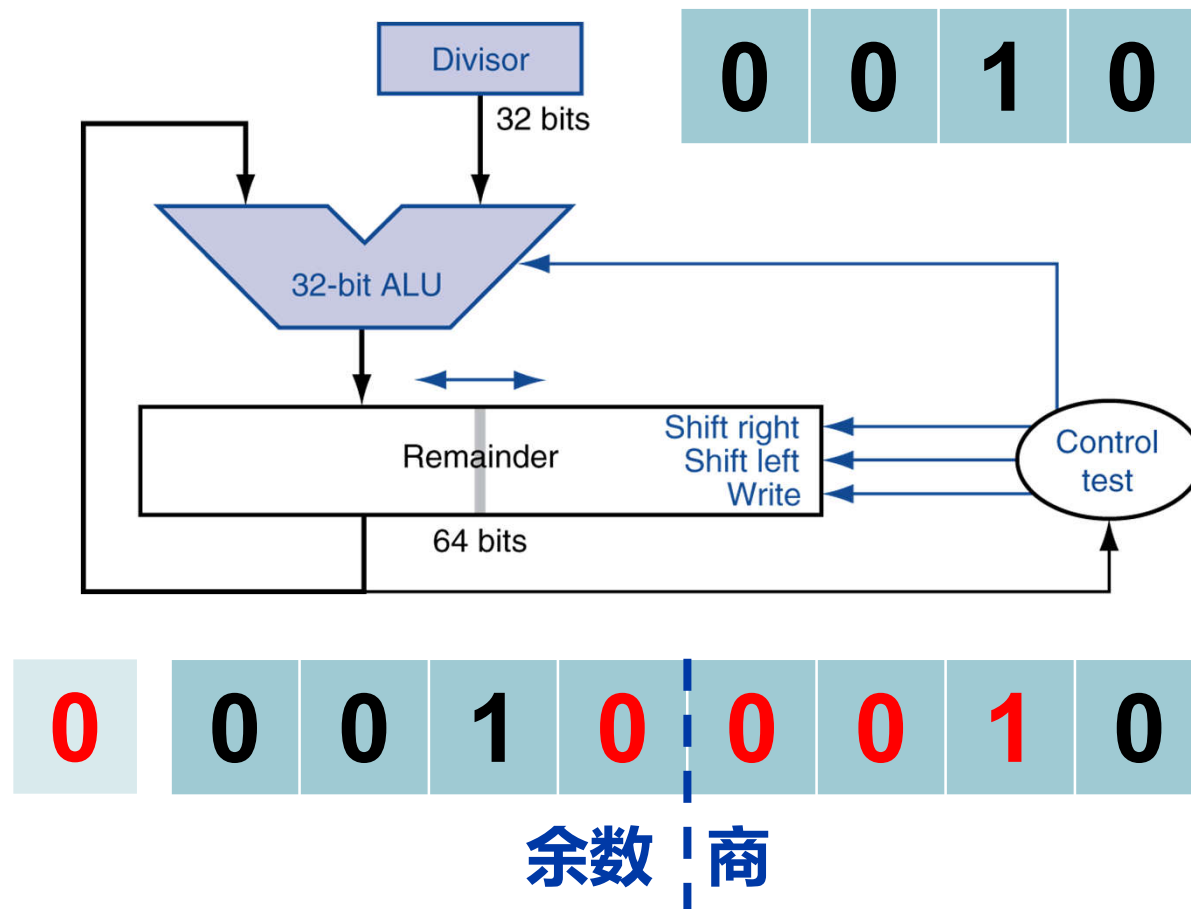 Divisor
0 0 1 0
32 bits
32-bit ALU
Remainder
Shift right
Shift left
Write
Control
test
64 bits
0 0 0 1 0 0 0 1 0
余数 商